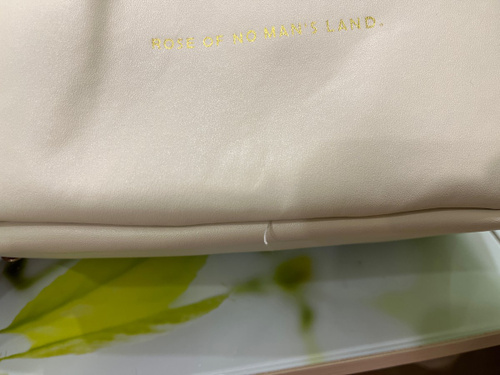 ROSE OF NO MAN'S LAND.